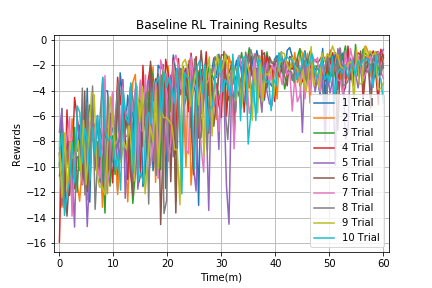 Baseline RL Training Results
0
−2
−4
−6
−8
−10
−12
−14
−16
Rewards
1 Trial
2 Trial
3 Trial
4 Trial
5 Trial
6 Trial
7 Trial
8 Trial
9 Trial
10 Trial
0 10 20 30 40 50 60
Time(m)